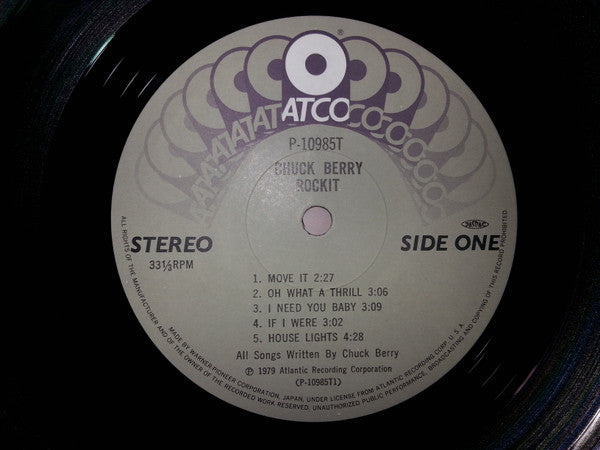 ATCO
P-10985T
CHUCK BERRY
ROCKIT
STEREO
SIDE ONE
33⅓RPM
1. MOVE IT 2:27
2. OH WHAT A THRILL 3:06
3. I NEED YOU BABY 3:09
4. IF I WERE 3:02
5. HOUSE LIGHTS 4:28
All Songs Written By Chuck Berry
℗ 1979 Atlantic Recording Corporation
(P-10985T1)
ALL RIGHTS OF THE MANUFACTURER AND OF THE OWNER OF THE RECORDED WORK RESERVED. UNAUTHORIZED PUBLIC PERFORMANCE, BROADCASTING AND COPYING OF THIS RECORD PROHIBITED.
MADE BY WARNER-PIONEER CORPORATION, JAPAN, UNDER LICENSE FROM ATLANTIC RECORDING CORP., U.S.A.